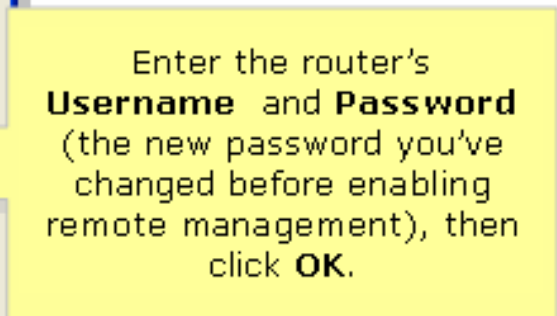 Enter the router's
Username and Password
(the new password you've
changed before enabling
remote management), then
click OK.